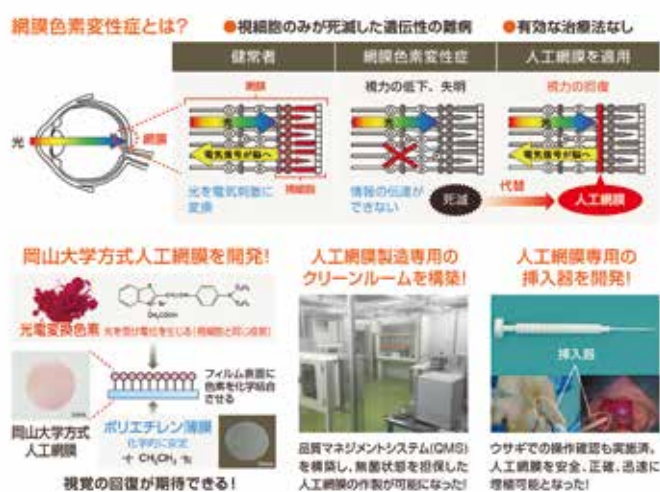 網膜色素変性症とは？
●視細胞のみが死滅した遺伝性の難病
●有効な治療法なし
健常者
網膜色素変性症
人工網膜を適用
網膜
視力の低下、失明
視力の回復
光
網膜
光
光
光
電気信号が脳へ
電気信号が脳へ
視細胞
光を電気刺激に
変換
情報の伝達が
できない
死滅
代替
人工網膜
岡山大学方式人工網膜を開発!
光電変換色素
光を受け電位を生じる(視細胞と同じ役割)
フィルム表面に
色素を化学結合
させる
岡山大学方式
人工網膜
ポリエチレン薄膜
化学的に安定
視覚の回復が期待できる!
人工網膜製造専用の
クリーンルームを構築!
品質マネジメントシステム(QMS)
を構築し、無菌状態を担保した
人工網膜の作製が可能になった!
人工網膜専用の
挿入器を開発!
挿入器
ウサギでの操作確認も実施済。
人工網膜を安全、正確、迅速に
埋植可能となった!